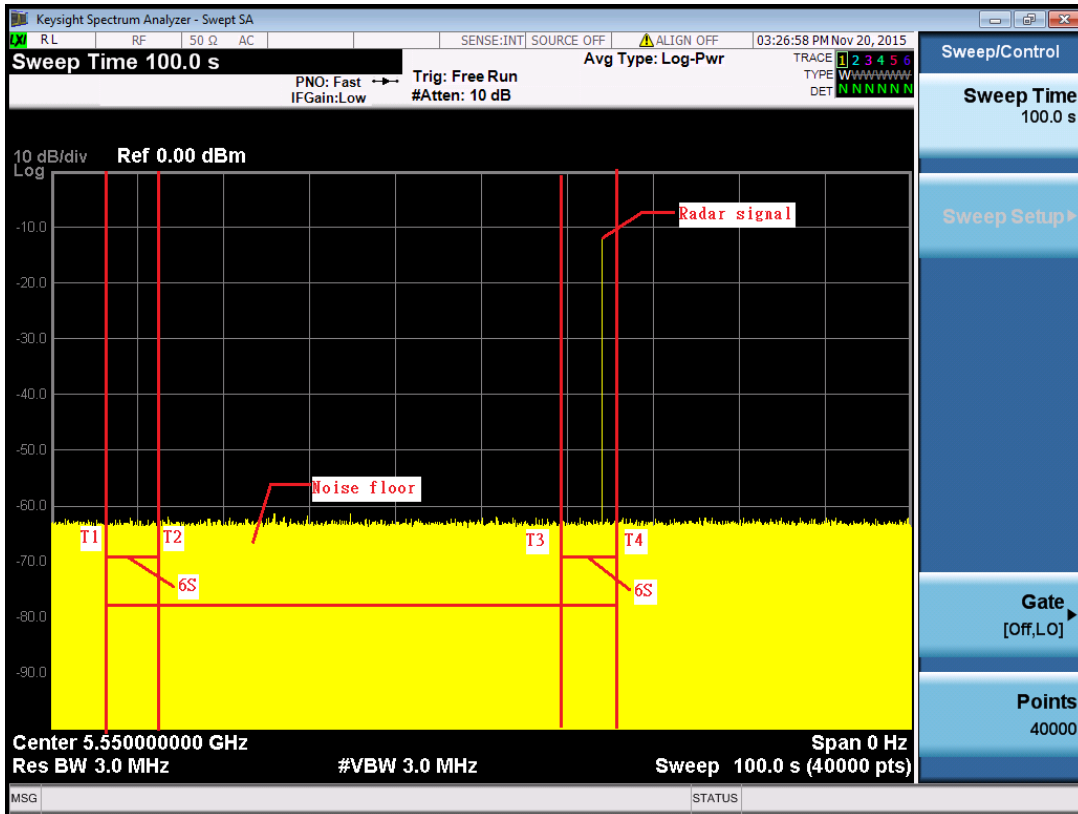 Keysight Spectrum Analyzer - Swept SA
LXI RL RF 50 Ω AC SENSE:INT SOURCE OFF ALIGN OFF 03:26:58 PM Nov 20, 2015
Sweep Time 100.0 s
PNO: Fast
IFGain:Low
Trig: Free Run
#Atten: 10 dB
Avg Type: Log-Pwr
TRACE 1 2 3 4 5 6
TYPE WWWWWW
DET N N N N N N
10 dB/div Ref 0.00 dBm
Log
-10.0
-20.0
-30.0
-40.0
-50.0
-60.0
-70.0
-80.0
-90.0
Radar signal
Noise floor
T1 T2 T3 T4
6S 6S
Center 5.550000000 GHz Span 0 Hz
Res BW 3.0 MHz #VBW 3.0 MHz Sweep 100.0 s (40000 pts)
MSG STATUS
Sweep/Control
Sweep Time
100.0 s
Sweep Setup
Gate
[Off,LO]
Points
40000